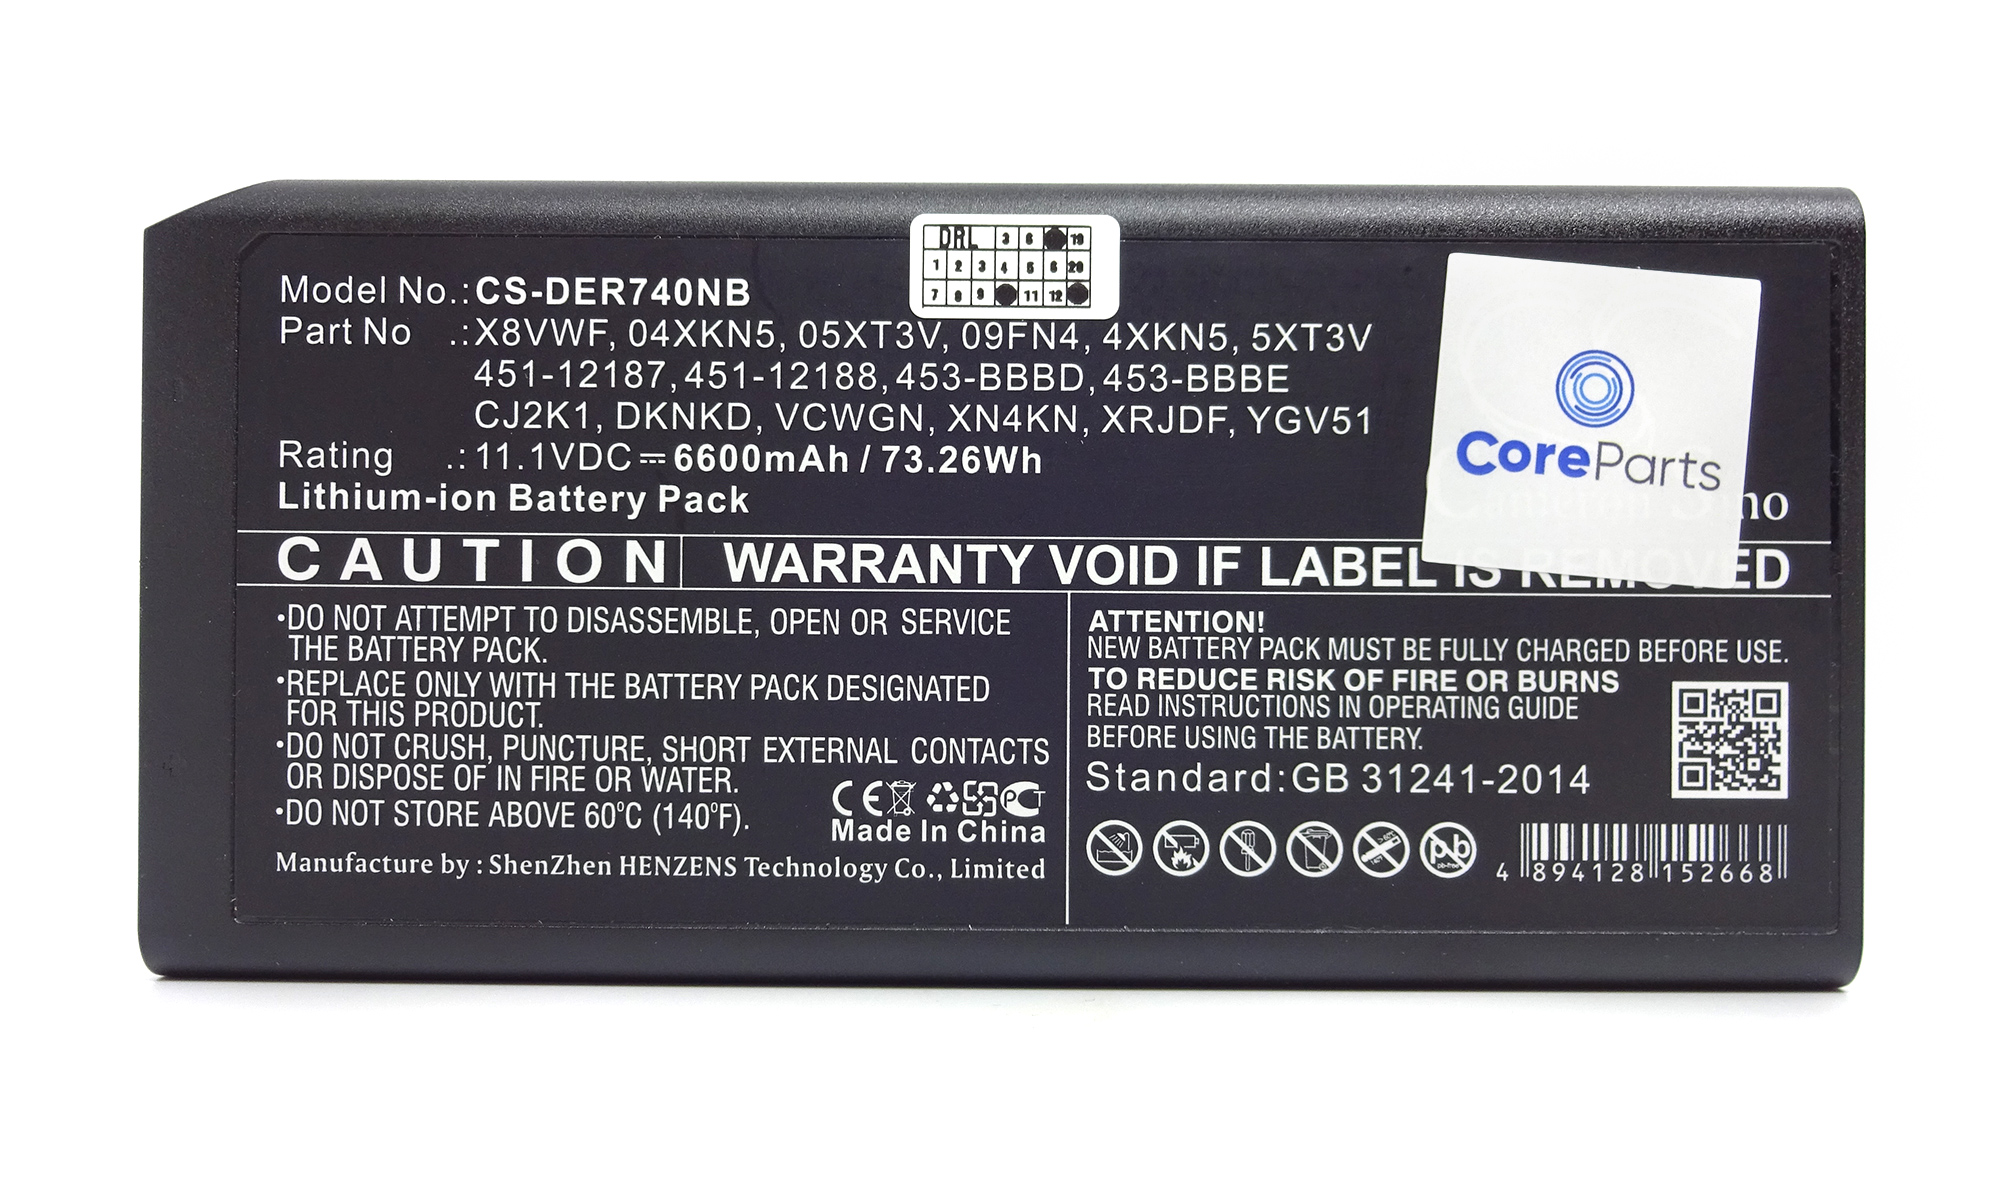 DRL 3 6 19
1 2 3 4 5 6 20
7 8 9 11 12
Model No.:CS-DER740NB
Part No .:X8VWF, 04XKN5, 05XT3V, 09FN4, 4XKN5, 5XT3V
451-12187,451-12188,453-BBBD,453-BBBE
CJ2K1, DKNKD, VCWGN, XN4KN, XRJDF, YGV51
Rating .:11.1VDC⎓6600mAh / 73.26Wh
Lithium-ion Battery Pack
CoreParts
CAUTION
WARRANTY VOID IF LABEL IS REMOVED
•DO NOT ATTEMPT TO DISASSEMBLE, OPEN OR SERVICE
THE BATTERY PACK.
•REPLACE ONLY WITH THE BATTERY PACK DESIGNATED
FOR THIS PRODUCT.
•DO NOT CRUSH, PUNCTURE, SHORT EXTERNAL CONTACTS
OR DISPOSE OF IN FIRE OR WATER.
•DO NOT STORE ABOVE 60°C (140°F).
CE PCT
Made In China
Manufacture by : ShenZhen HENZENS Technology Co., Limited
ATTENTION!
NEW BATTERY PACK MUST BE FULLY CHARGED BEFORE USE.
TO REDUCE RISK OF FIRE OR BURNS
READ INSTRUCTIONS IN OPERATING GUIDE
BEFORE USING THE BATTERY.
Standard:GB 31241-2014
pb
pb-free
4 894128 152668